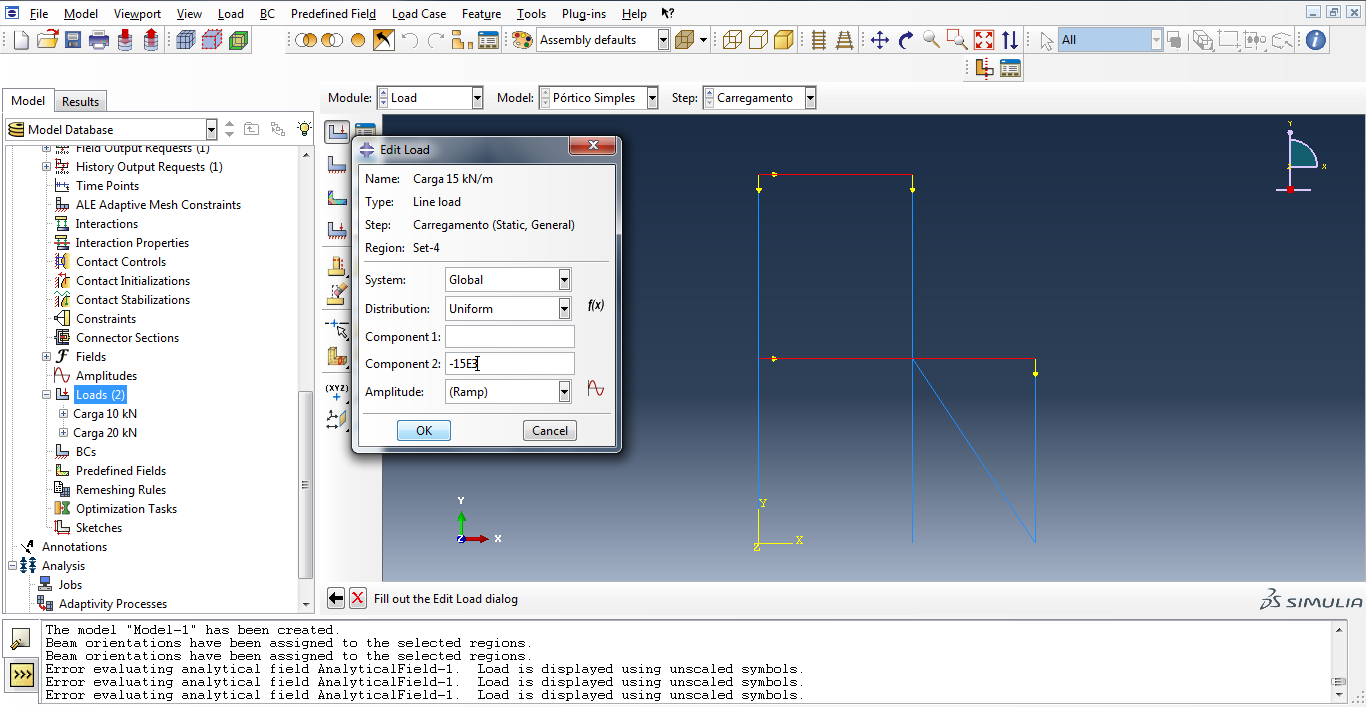 File Model Viewport View Load BC Predefined Field Load Case Feature Tools Plug-ins Help
Assembly defaults
All
Model Results
Module: Load Model: Pórtico Simples Step: Carregamento
Model Database
Field Output Requests (1)
History Output Requests (1)
Time Points
ALE Adaptive Mesh Constraints
Interactions
Interaction Properties
Contact Controls
Contact Initializations
Contact Stabilizations
Constraints
Connector Sections
Fields
Amplitudes
Loads (2)
Carga 10 kN
Carga 20 kN
BCs
Predefined Fields
Remeshing Rules
Optimization Tasks
Sketches
Annotations
Analysis
Jobs
Adaptivity Processes
(XYZ)
Edit Load
Name: Carga 15 kN/m
Type: Line load
Step: Carregamento (Static, General)
Region: Set-4
System: Global
Distribution: Uniform f(x)
Component 1:
Component 2: -15E3
Amplitude: (Ramp)
OK Cancel
Y
X
Z
Y
X
Z
Y
X
Z
Fill out the Edit Load dialog
SIMULIA
The model "Model-1" has been created.
Beam orientations have been assigned to the selected regions.
Beam orientations have been assigned to the selected regions.
Error evaluating analytical field AnalyticalField-1. Load is displayed using unscaled symbols.
Error evaluating analytical field AnalyticalField-1. Load is displayed using unscaled symbols.
Error evaluating analytical field AnalyticalField-1. Load is displayed using unscaled symbols.